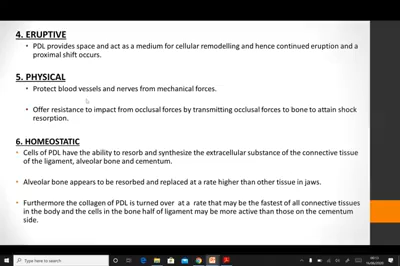 4. ERUPTIVE
• PDL provides space and act as a medium for cellular remodelling and hence continued eruption and a
proximal shift occurs.
5. PHYSICAL
• Protect blood vessels and nerves from mechanical forces.
• Offer resistance to impact from occlusal forces by transmitting occlusal forces to bone to attain shock
resorption.
6. HOMEOSTATIC
• Cells of PDL have the ability to resorb and synthesize the extracellular substance of the connective tissue
of the ligament, alveolar bone and cementum.
• Alveolar bone appears to be resorbed and replaced at a rate higher than other tissue in jaws.
• Furthermore the collagen of PDL is turned over at a rate that may be the fastest of all connective tissues
in the body and the cells in the bone half of ligament may be more active than those on the cementum
side.